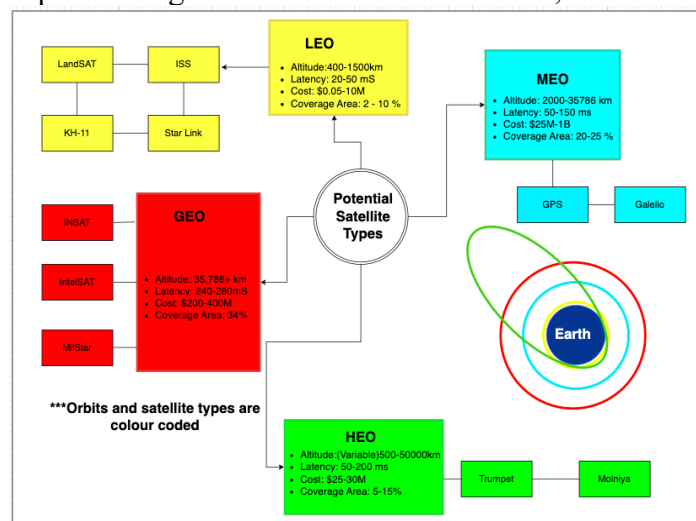 LEO
Altitude:400-1500km
Latency: 20-50 mS
Cost: $0.05-10M
Coverage Area: 2 - 10 %
LandSAT
ISS
KH-11
Star Link
MEO
Altitude: 2000-35786 km
Latency: 50-150 ms
Cost: $25M-1B
Coverage Area: 20-25 %
GPS
Galelio
Potential
Satellite
Types
GEO
Altitude: 35,786+ km
Latency: 240-280mS
Cost: $200-400M
Coverage Area: 34%
INSAT
IntelSAT
MilStar
Earth
***Orbits and satellite types are
colour coded
HEO
Altitude:(Variable)500-50000km
Latency: 50-200 ms
Cost: $25-30M
Coverage Area: 5-15%
Trumpet
Molniya